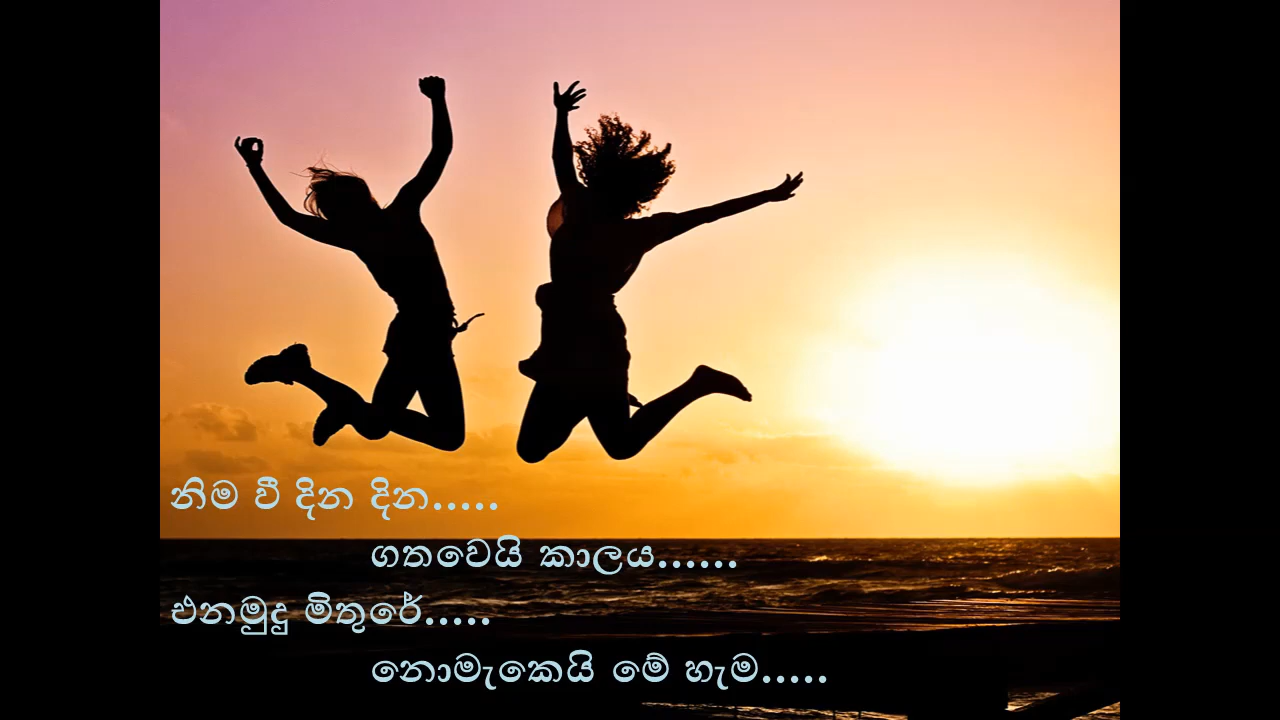 නිම වී දින දින.....
ගතවෙයි කාලය......
එනමුදු මිතුරේ.....
නොමැකෙයි මේ හැම.....